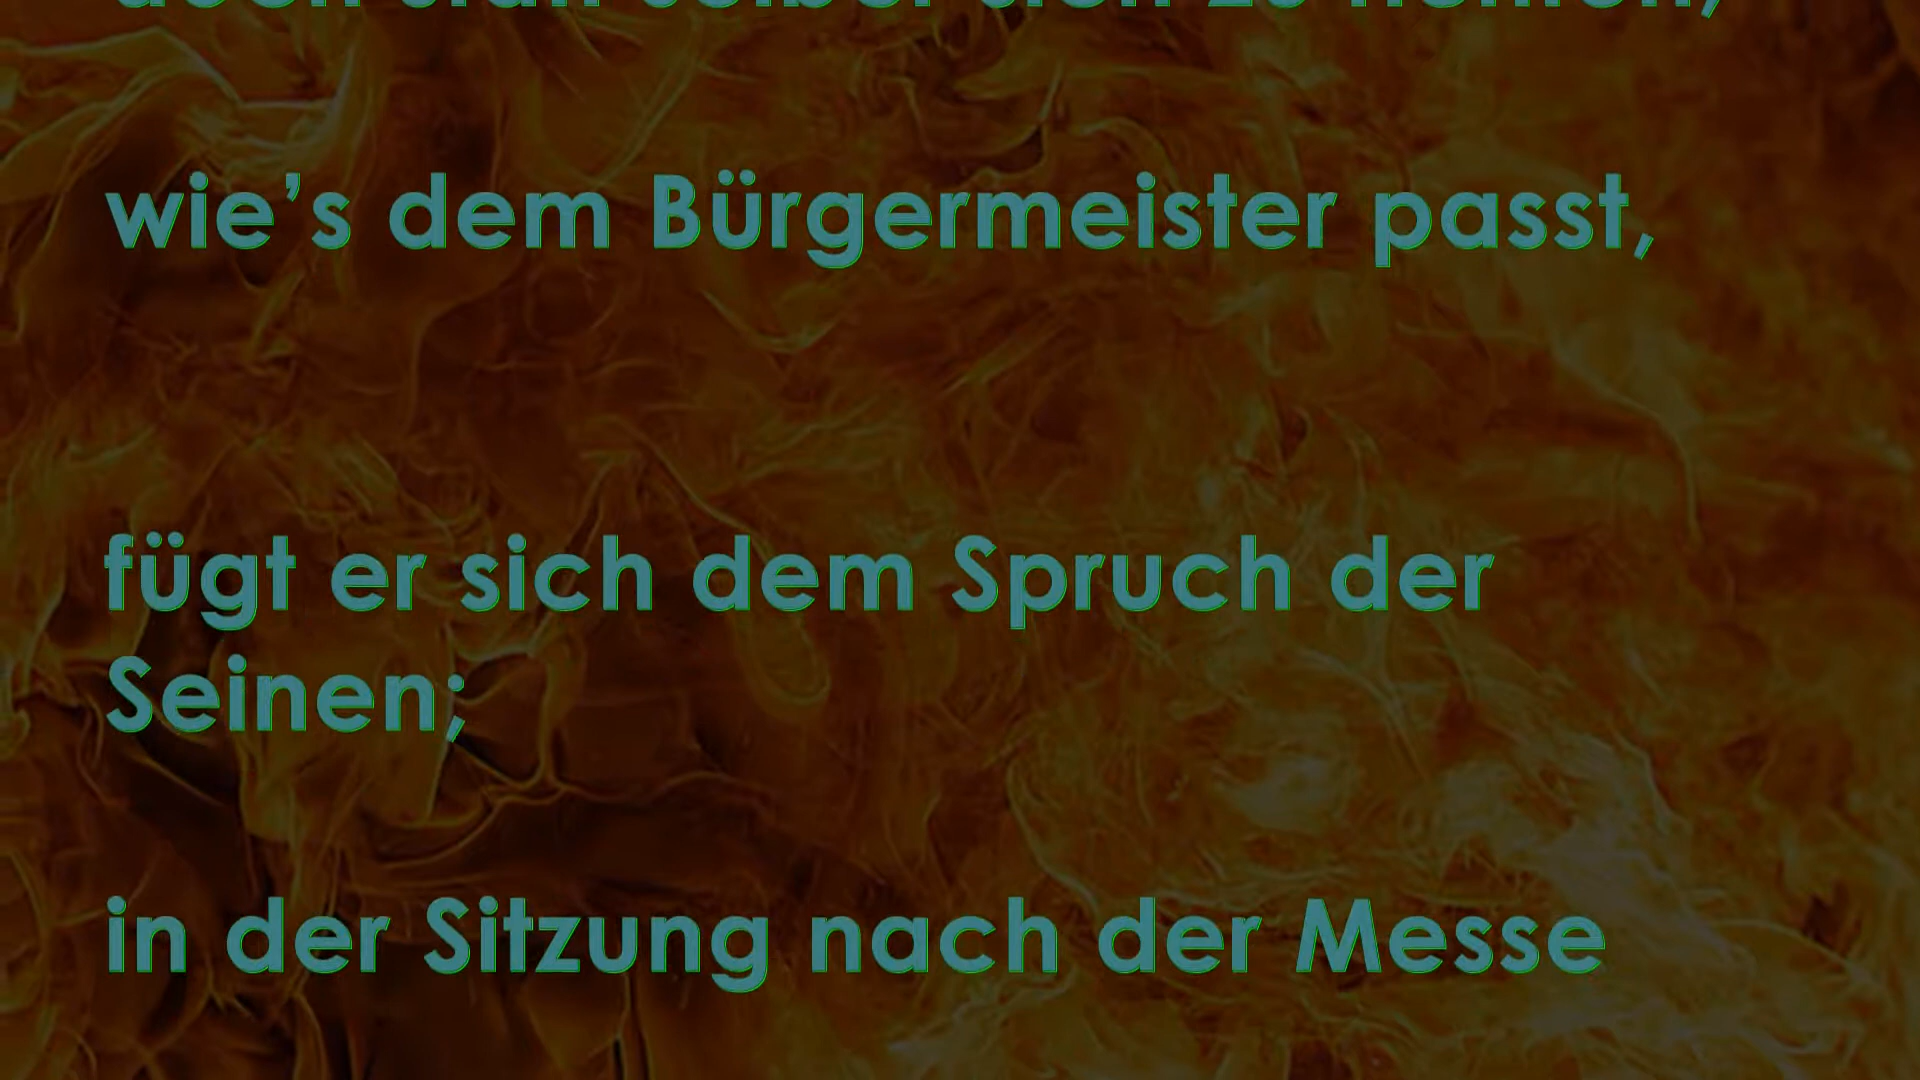 wie’s dem Bürgermeister passt,
fügt er sich dem Spruch der
Seinen;
in der Sitzung nach der Messe